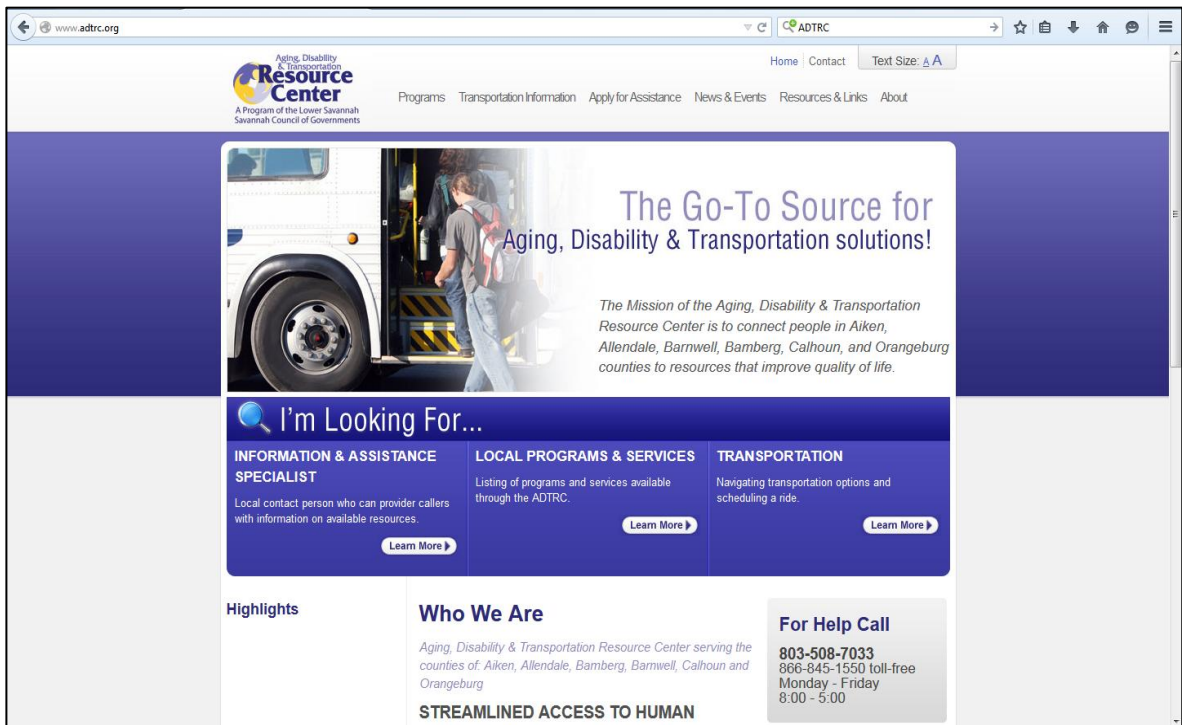 www.adtrc.org
ADTRC
Aging, Disability
& Transportation
Resource
Center
A Program of the Lower Savannah
Savannah Council of Governments
Home Contact Text Size: A A
Programs Transportation Information Apply for Assistance News & Events Resources & Links About
The Go-To Source for
Aging, Disability & Transportation solutions!
The Mission of the Aging, Disability & Transportation
Resource Center is to connect people in Aiken,
Allendale, Barnwell, Bamberg, Calhoun, and Orangeburg
counties to resources that improve quality of life.
I'm Looking For...
INFORMATION & ASSISTANCE
SPECIALIST
Local contact person who can provider callers
with information on available resources.
Learn More
LOCAL PROGRAMS & SERVICES
Listing of programs and services available
through the ADTRC.
Learn More
TRANSPORTATION
Navigating transportation options and
scheduling a ride.
Learn More
Highlights
Who We Are
Aging, Disability & Transportation Resource Center serving the
counties of: Aiken, Allendale, Bamberg, Barnwell, Calhoun and
Orangeburg
STREAMLINED ACCESS TO HUMAN
For Help Call
803-508-7033
866-845-1550 toll-free
Monday - Friday
8:00 - 5:00